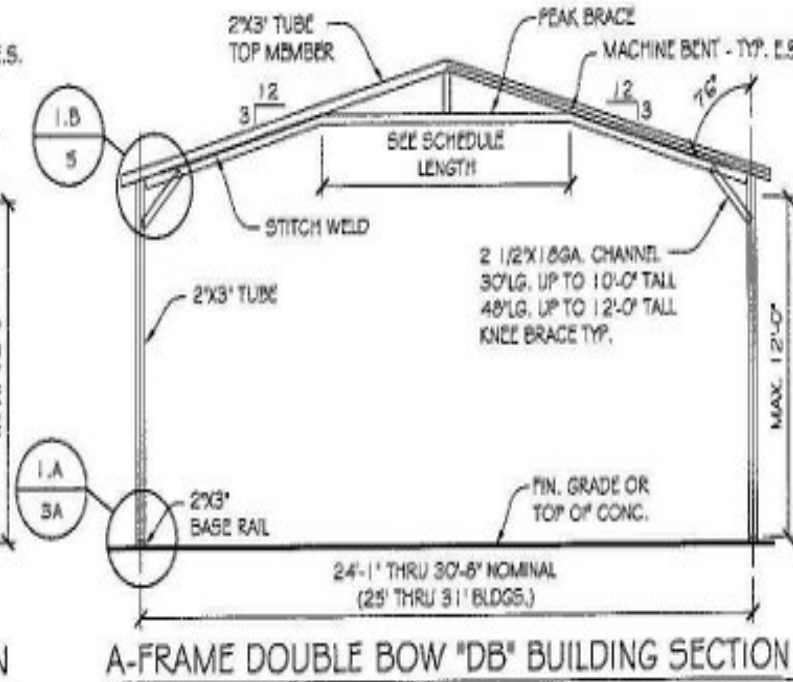 E.S.
2"X3" TUBE
TOP MEMBER
PEAK BRACE
MACHINE BENT - TYP. E.S
12
3
12
3
76°
1.B
5
SEE SCHEDULE
LENGTH
STITCH WELD
2 1/2"X18GA. CHANNEL
30"LG. UP TO 10'-0" TALL
48"LG. UP TO 12'-0" TALL
KNEE BRACE TYP.
2"X3" TUBE
MAX. 12'-0"
1.A
3A
2"X3"
BASE RAIL
FIN. GRADE OR
TOP OF CONC.
24'-1" THRU 30'-8" NOMINAL
(25' THRU 31' BLDGS.)
N
A-FRAME DOUBLE BOW "DB" BUILDING SECTION